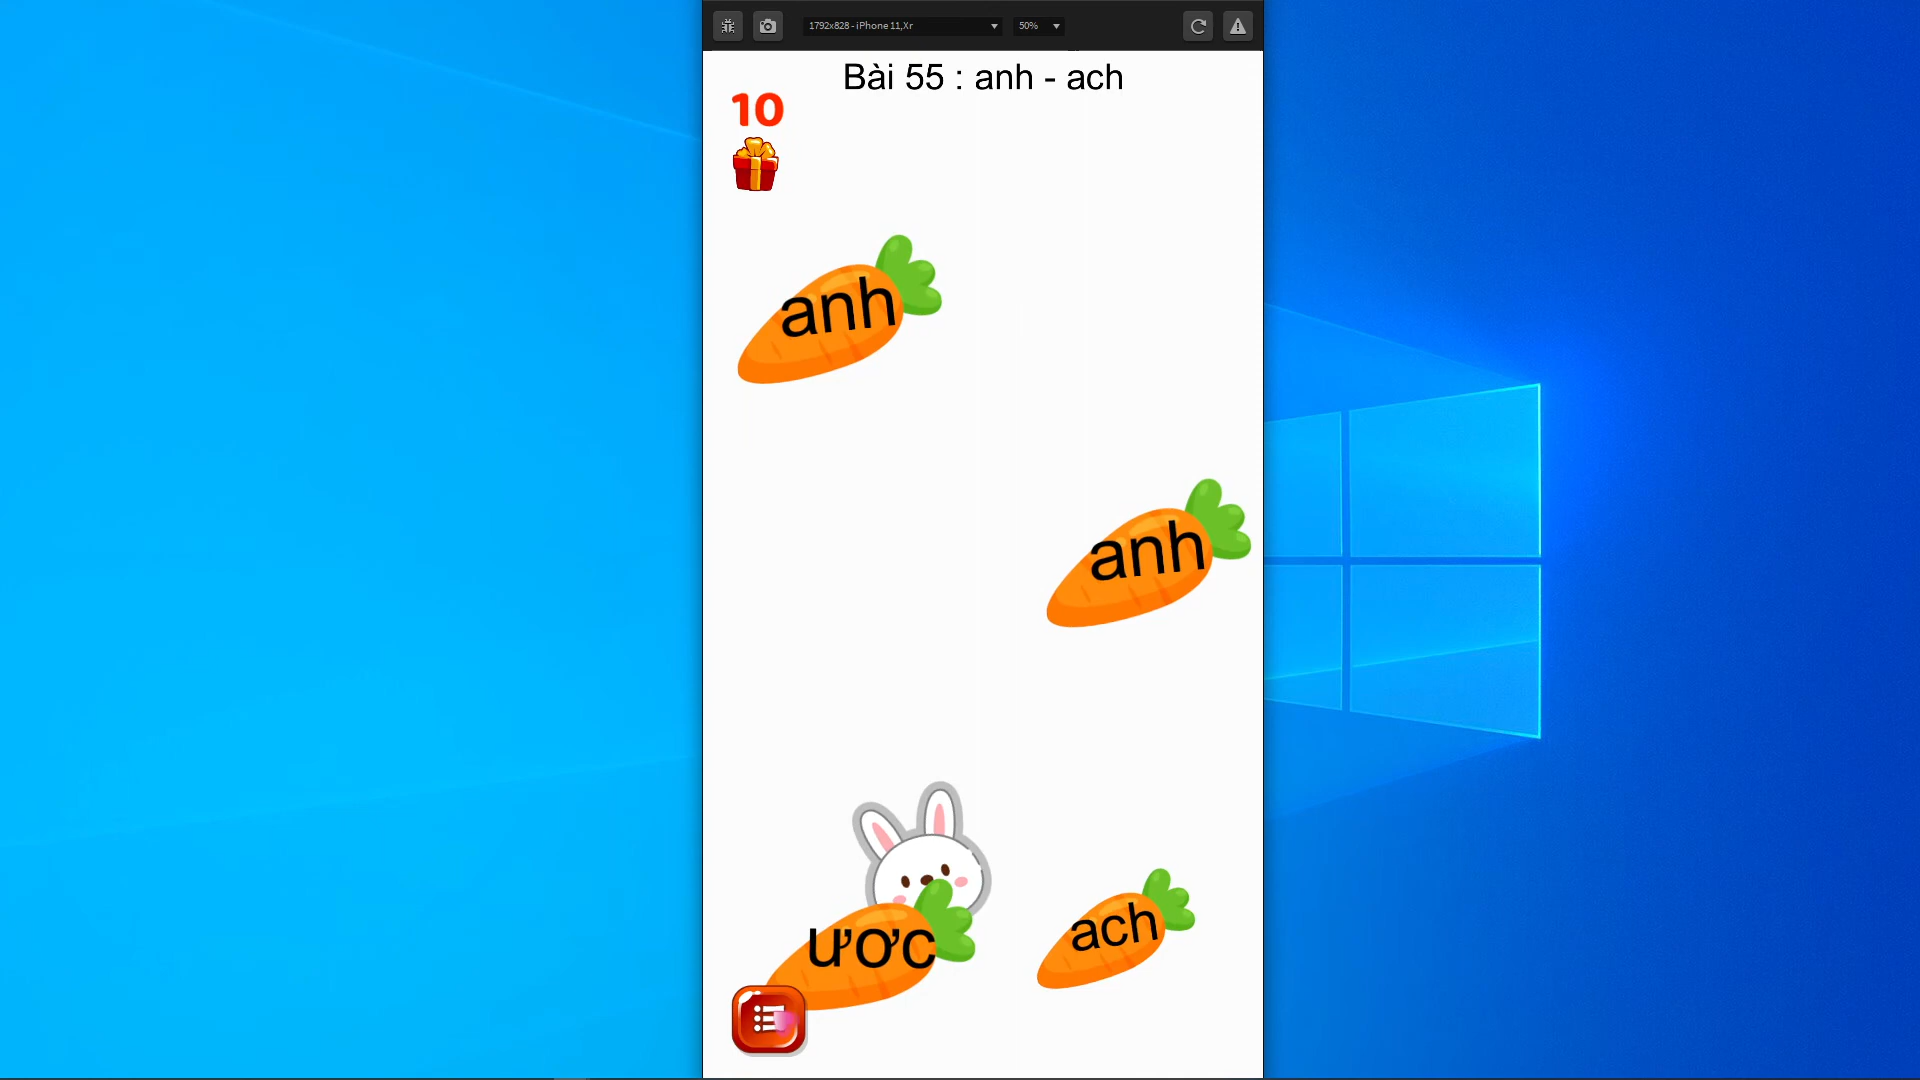 1792x828 - iPhone 11,Xr
50%
Bài 55 : anh - ach
10
anh
anh
ươc
ach